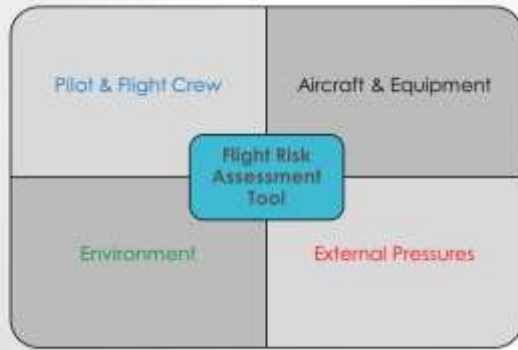 Pilot & Flight Crew
Aircraft & Equipment
Flight Risk
Assessment
Tool
Environment
External Pressures